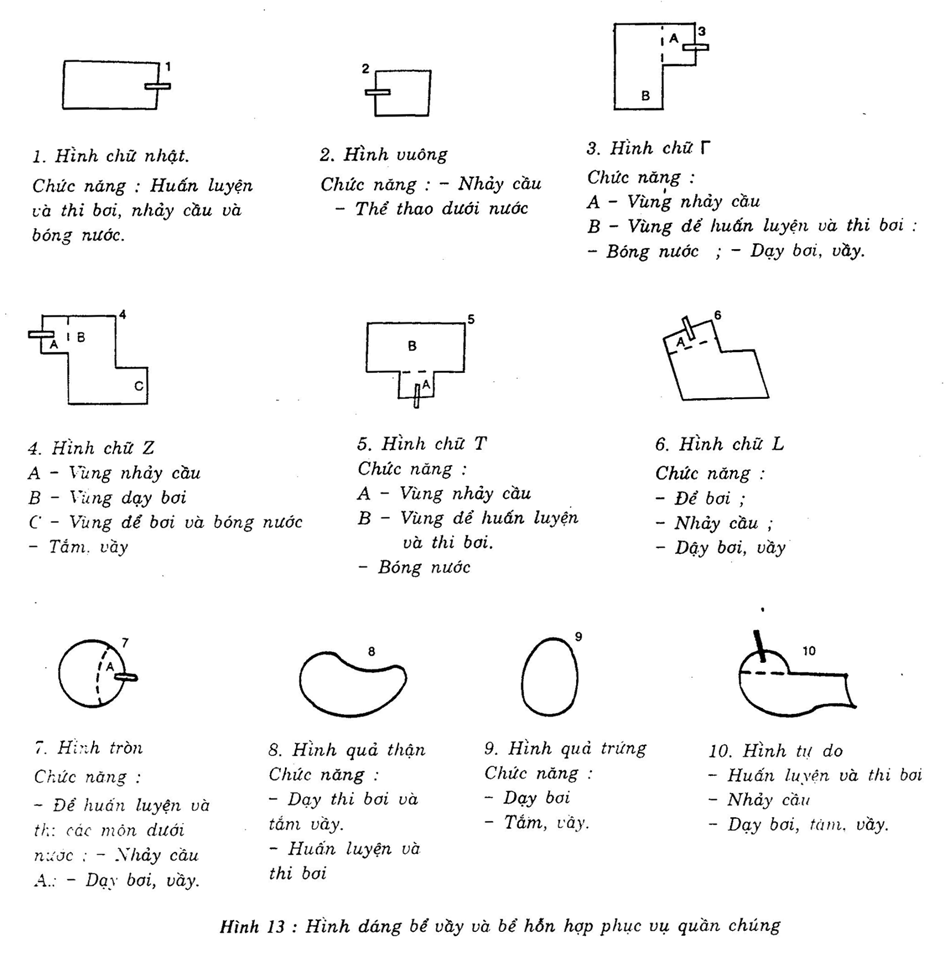 1
1. Hình chữ nhật.
Chức năng : Huấn luyện
và thi bơi, nhảy cầu và
bóng nước.
2
2. Hình vuông
Chức năng : – Nhảy cầu
– Thể thao dưới nước
A
3
B
3. Hình chữ Γ
Chức năng :
A – Vùng nhảy cầu
B – Vùng để huấn luyện và thi bơi :
– Bóng nước ; – Dạy bơi, vầy.
4
A
B
C
4. Hình chữ Z
A – Vùng nhảy cầu
B – Vùng dạy bơi
C – Vùng để bơi và bóng nước
– Tắm, vầy
5
B
A
5. Hình chữ T
Chức năng :
A – Vùng nhảy cầu
B – Vùng để huấn luyện
và thi bơi.
– Bóng nước
6
A
6. Hình chữ L
Chức năng :
– Để bơi ;
– Nhảy cầu ;
– Dậy bơi, vầy
7
A
7. Hình tròn
Chức năng :
– Để huấn luyện và
thi các môn dưới
nước ; – Nhảy cầu
A.: – Dạy bơi, vầy.
8
8. Hình quả thận
Chức năng :
– Dạy thi bơi và
tắm vầy.
– Huấn luyện và
thi bơi
9
9. Hình quả trứng
Chức năng :
– Dạy bơi
– Tắm, vầy.
10
10. Hình tự do
– Huấn luyện và thi bơi
– Nhảy cầu
– Dạy bơi, tắm, vầy.
Hình 13 : Hình dáng bể vầy và bể hỗn hợp phục vụ quần chúng